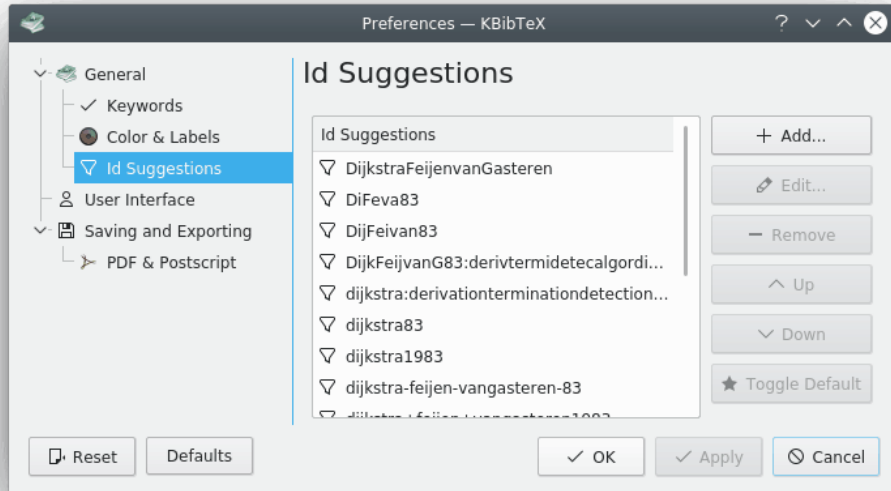 Preferences — KBibTeX
General
Keywords
Color & Labels
Id Suggestions
User Interface
Saving and Exporting
PDF & Postscript
Id Suggestions
Id Suggestions
DijkstraFeijenvanGasteren
DiFeva83
DijFeivan83
DijkFeijvanG83:derivtermidetecalgordi...
dijkstra:derivationterminationdetection...
dijkstra83
dijkstra1983
dijkstra-feijen-vangasteren-83
+ Add...
Edit...
Remove
Up
Down
Toggle Default
Reset
Defaults
OK
Apply
Cancel